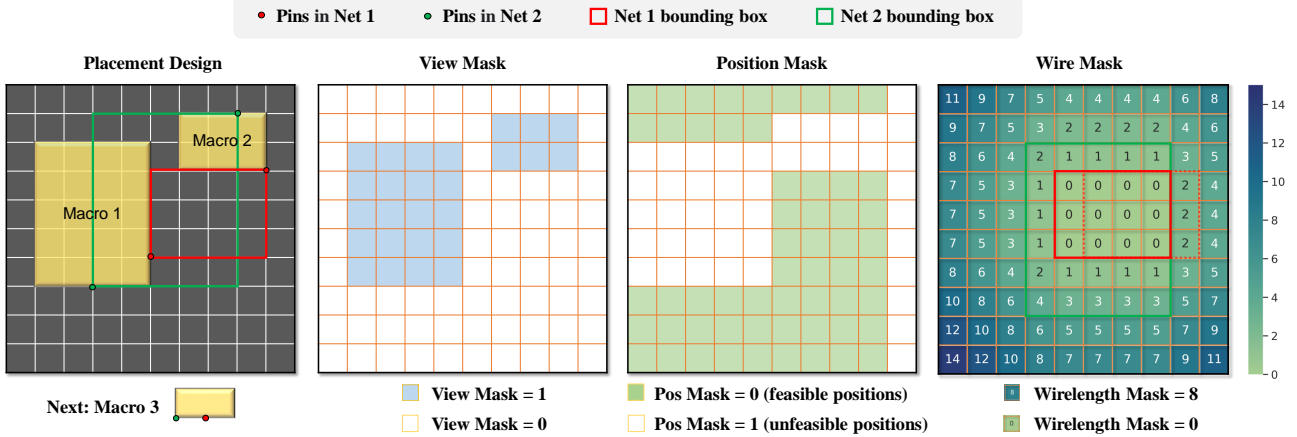 Pins in Net 1 Pins in Net 2 Net 1 bounding box Net 2 bounding box
Placement Design View Mask Position Mask Wire Mask
Macro 1
Macro 2
11 9 7 5 4 4 4 4 6 8
9 7 5 3 2 2 2 2 4 6
8 6 4 2 1 1 1 1 3 5
7 5 3 1 0 0 0 0 2 4
7 5 3 1 0 0 0 0 2 4
7 5 3 1 0 0 0 0 2 4
8 6 4 2 1 1 1 1 3 5
10 8 6 4 3 3 3 3 5 7
12 10 8 6 5 5 5 5 7 9
14 12 10 8 7 7 7 7 9 11
14
12
10
8
6
4
2
0
Next: Macro 3
View Mask = 1
View Mask = 0
Pos Mask = 0 (feasible positions)
Pos Mask = 1 (unfeasible positions)
8 Wirelength Mask = 8
0 Wirelength Mask = 0